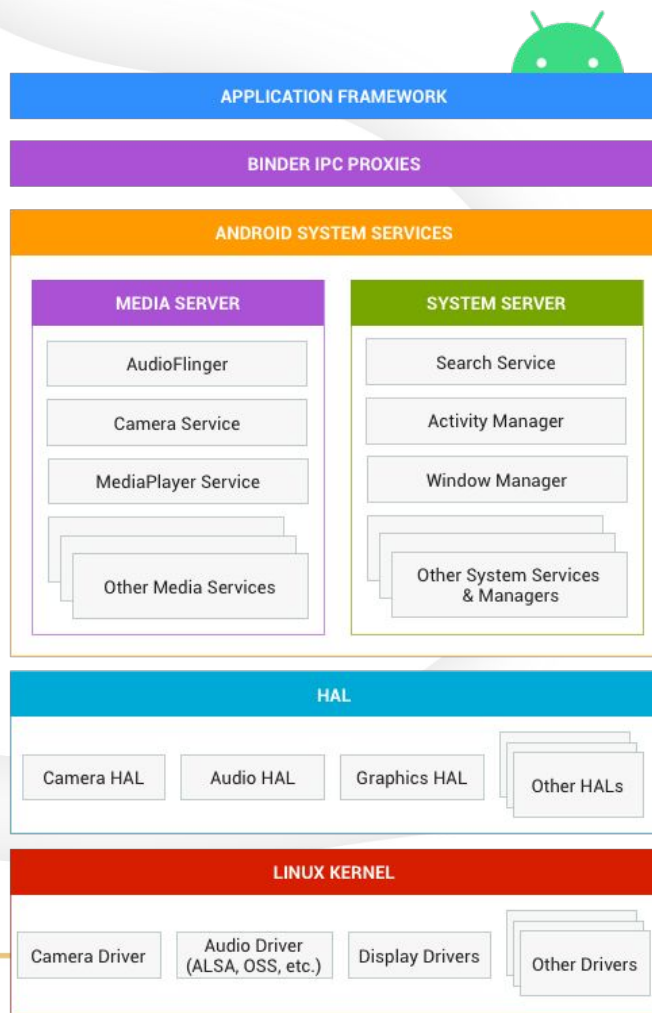 APPLICATION FRAMEWORK
BINDER IPC PROXIES
ANDROID SYSTEM SERVICES
MEDIA SERVER
AudioFlinger
Camera Service
MediaPlayer Service
Other Media Services
SYSTEM SERVER
Search Service
Activity Manager
Window Manager
Other System Services
& Managers
HAL
Camera HAL
Audio HAL
Graphics HAL
Other HALs
LINUX KERNEL
Camera Driver
Audio Driver
(ALSA, OSS, etc.)
Display Drivers
Other Drivers